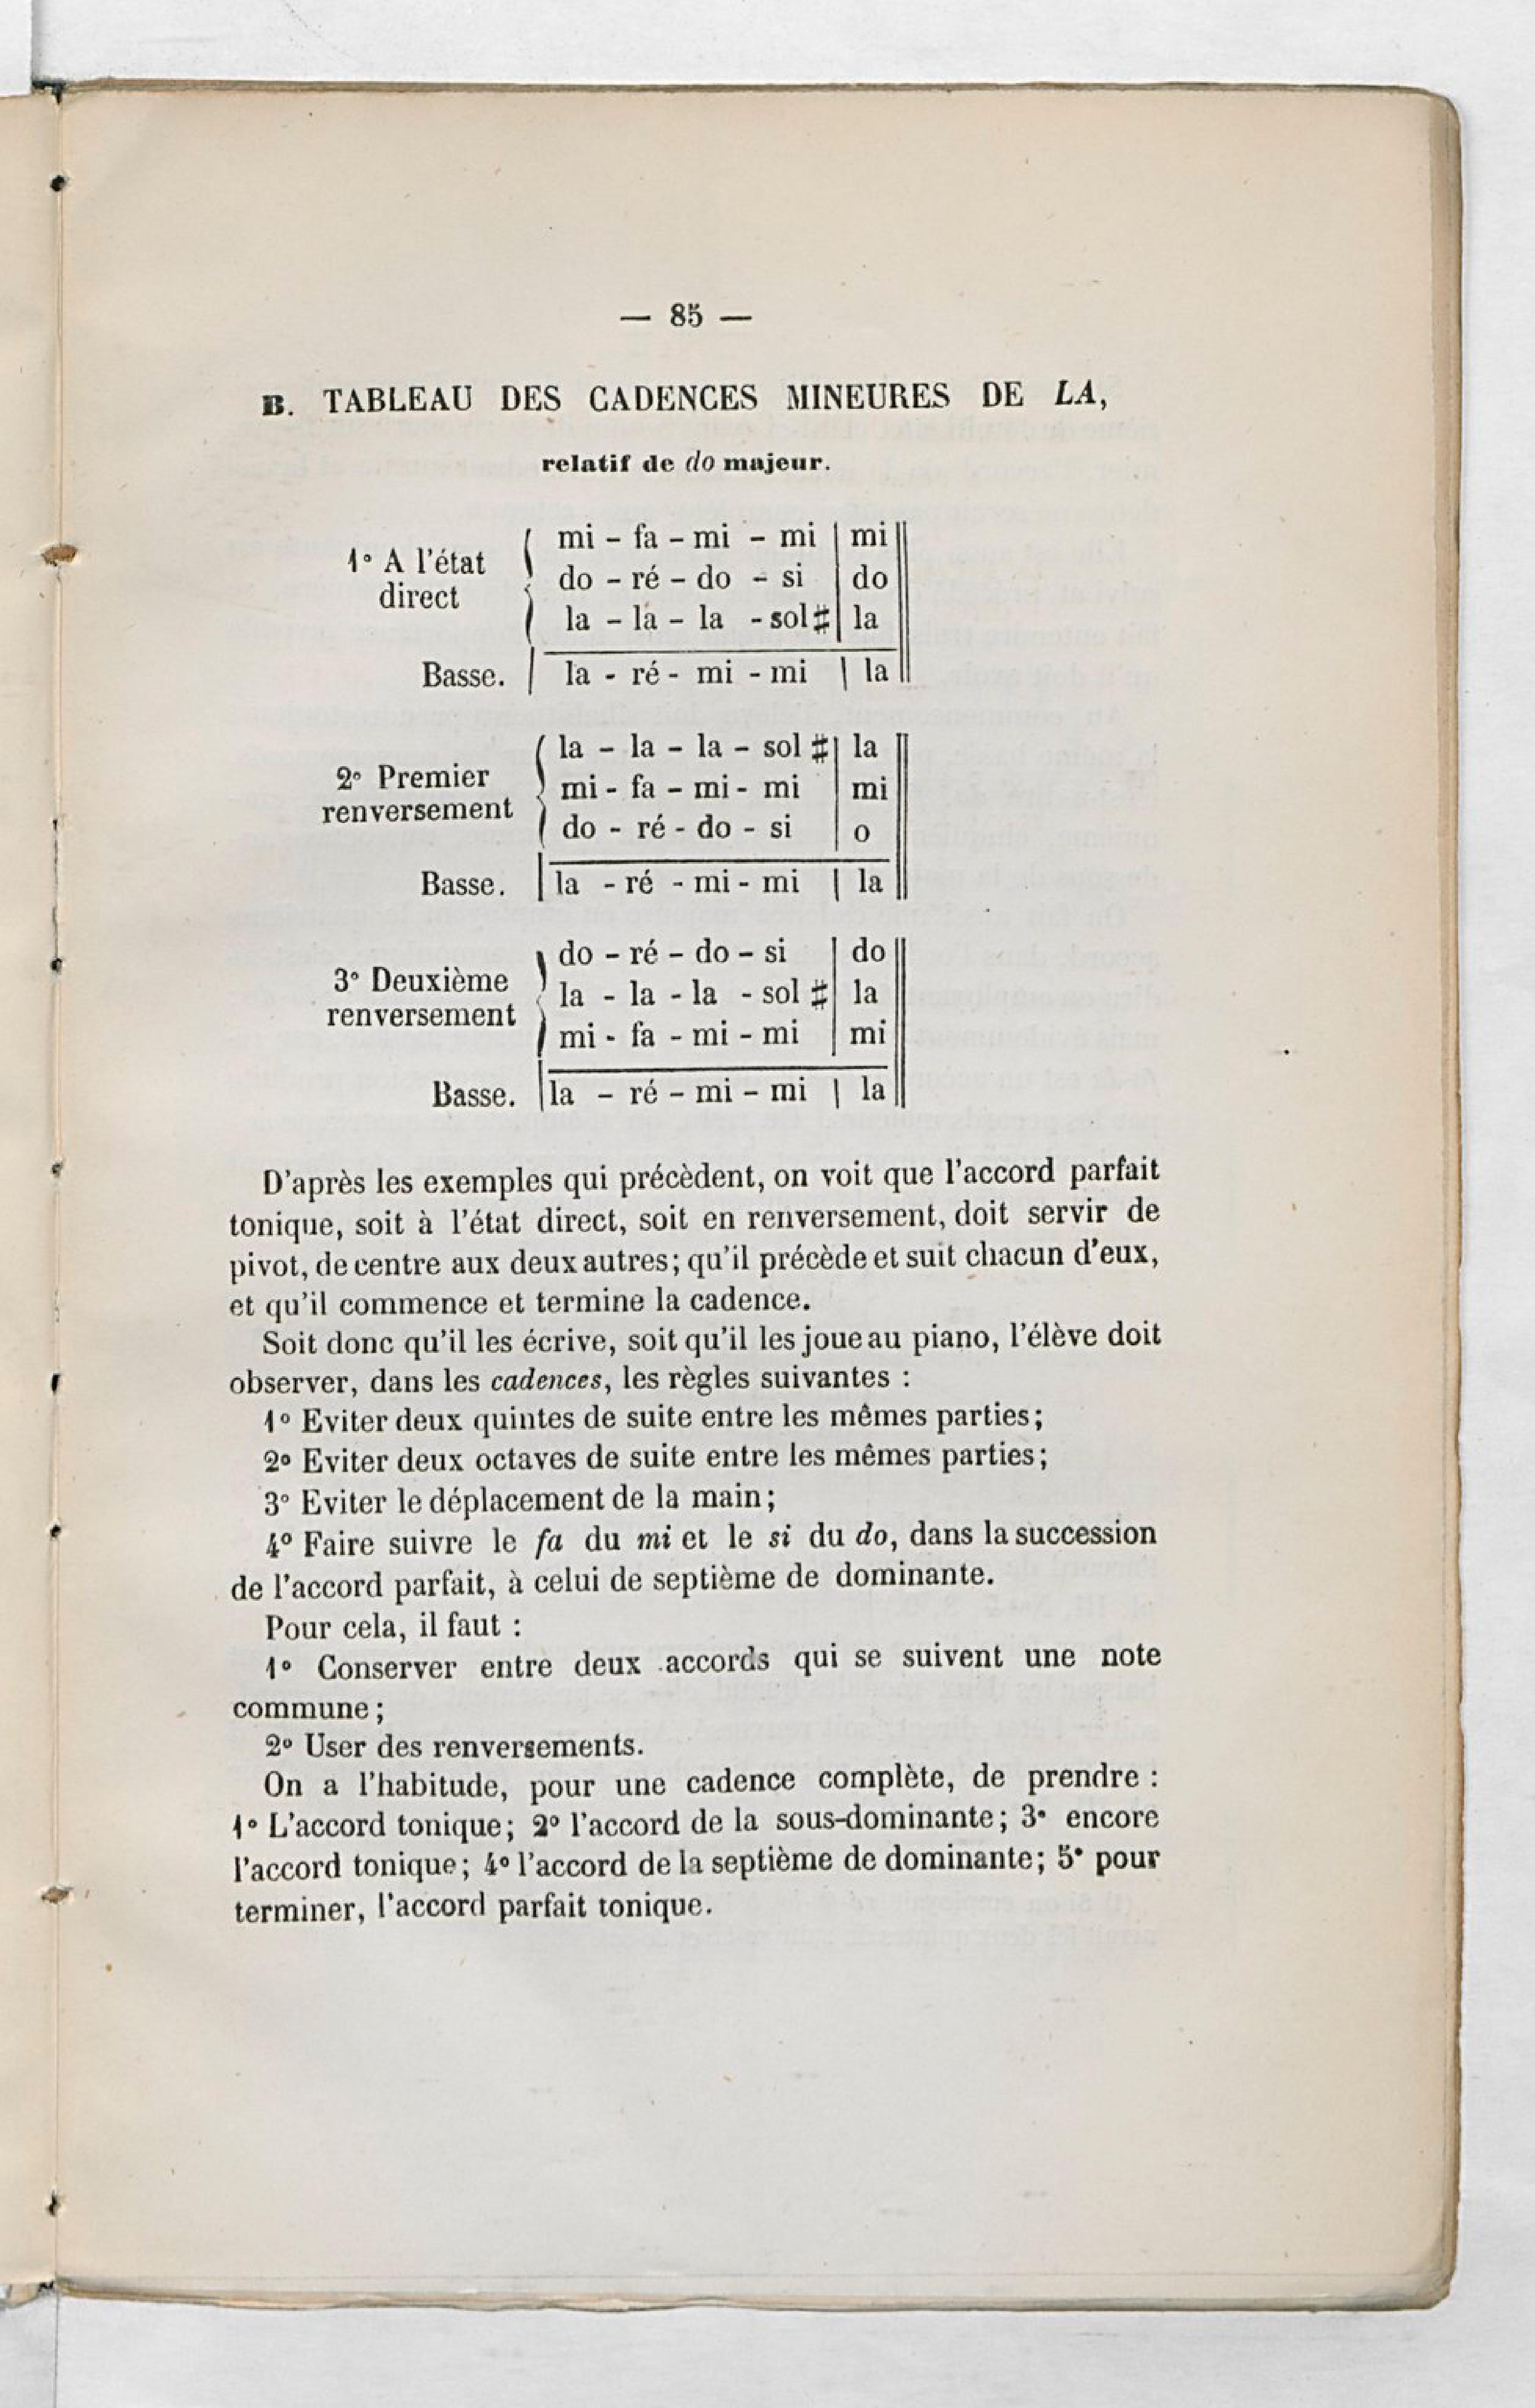 — 85 —
B. TABLEAU DES CADENCES MINEURES DE LA,
relatif de do majeur.
1° A l'état
direct
mi – fa – mi – mi | mi
do – ré – do – si | do
la – la – la - sol♯ | la
Basse. | la - ré - mi - mi | la
2° Premier
renversement
la – la – la – sol ♯ | la
mi - fa – mi - mi | mi
do - ré - do - si | o
Basse. | la - ré - mi - mi | la
3° Deuxième
renversement
do – ré – do – si | do
la - la - la - sol ♯ | la
mi - fa - mi – mi | mi
Basse. | la – ré – mi – mi | la
D'après les exemples qui précèdent, on voit que l'accord parfait
tonique, soit à l'état direct, soit en renversement, doit servir de
pivot, de centre aux deux autres; qu'il précède et suit chacun d'eux,
et qu'il commence et termine la cadence.
Soit donc qu'il les écrive, soit qu'il les joue au piano, l'élève doit
observer, dans les cadences, les règles suivantes :
1° Eviter deux quintes de suite entre les mêmes parties;
2° Eviter deux octaves de suite entre les mêmes parties;
3° Eviter le déplacement de la main;
4° Faire suivre le fa du mi et le si du do, dans la succession
de l'accord parfait, à celui de septième de dominante.
Pour cela, il faut :
1° Conserver entre deux accords qui se suivent une note
commune;
2° User des renversements.
On a l'habitude, pour une cadence complète, de prendre :
1° L'accord tonique; 2° l'accord de la sous-dominante; 3° encore
l'accord tonique; 4° l'accord de la septième de dominante; 5° pour
terminer, l'accord parfait tonique.